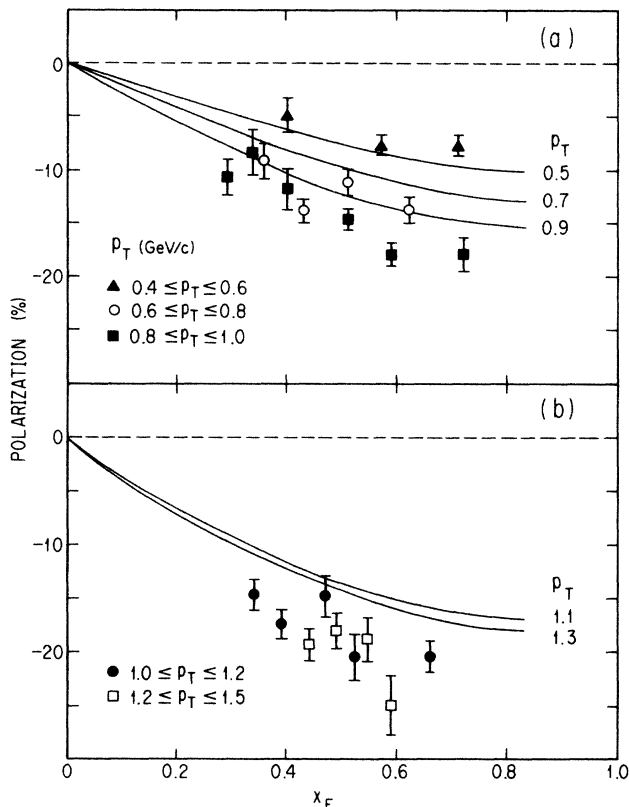 (a)
0
-10
-20
p_T
0.5
0.7
0.9
p_T (GeV/c)
▲ 0.4 ≤ p_T ≤ 0.6
○ 0.6 ≤ p_T ≤ 0.8
■ 0.8 ≤ p_T ≤ 1.0
POLARIZATION (%)
(b)
0
-10
-20
p_T
1.1
1.3
● 1.0 ≤ p_T ≤ 1.2
□ 1.2 ≤ p_T ≤ 1.5
0 0.2 0.4 0.6 0.8 1.0
x_F